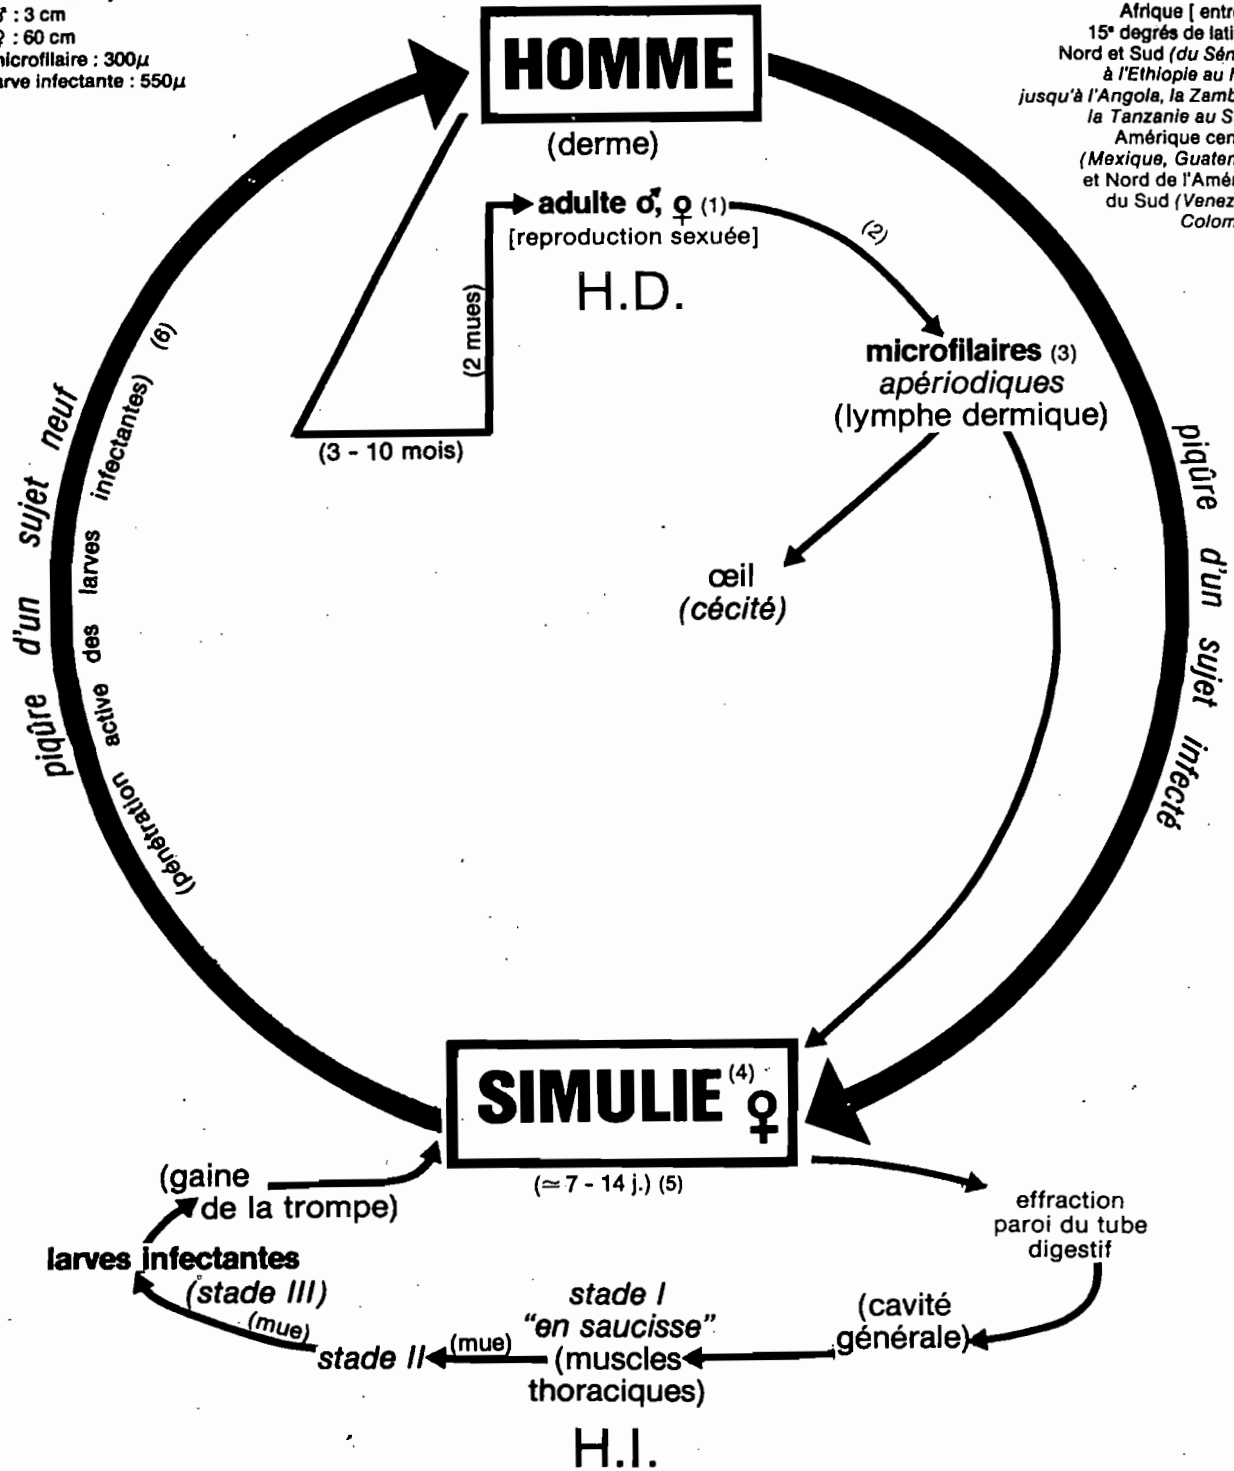 ♂ : 3 cm
♀ : 60 cm
microfilaire : 300µ
larve infectante : 550µ
Afrique [ entr
15e degrés de lati
Nord et Sud (du Sén
à l'Ethiopie au
jusqu'à l'Angola, la Zamb
la Tanzanie au S
Amérique cen
(Mexique, Guatem
et Nord de l'Amér
du Sud (Venez
Colom
HOMME
(derme)
adulte ♂, ♀ (1)
[reproduction sexuée]
(2)
H.D.
(2 mues)
(3 - 10 mois)
microfilaires (3)
apériodiques
(lymphe dermique)
œil
(cécité)
piqûre d'un sujet infecté
piqûre d'un sujet neuf
(pénétration active des larves infectantes) (6)
SIMULIE (4) ♀
(≃ 7 - 14 j.) (5)
effraction
paroi du tube
digestif
(cavité
générale)
stade I
"en saucisse"
(muscles
thoraciques)
(mue)
stade II
(mue)
larves infectantes
(stade III)
(gaine
de la trompe)
H.I.